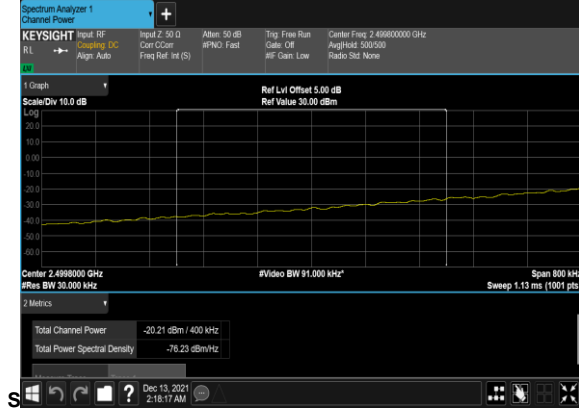 Spectrum Analyzer 1
Channel Power
+
KEYSIGHT
RL
Input: RF
Coupling: DC
Align: Auto
Input Z: 50 Ω
Corr CCorr
Freq Ref: Int (S)
Atten: 50 dB
#PNO: Fast
Trig: Free Run
Gate: Off
#IF Gain: Low
Center Freq: 2.499800000 GHz
Avg|Hold: 500/500
Radio Std: None
1 Graph
Scale/Div 10.0 dB
Ref Lvl Offset 5.00 dB
Ref Value 30.00 dBm
Log
20.0
10.0
0.00
-10.0
-20.0
-30.0
-40.0
-50.0
-60.0
Center 2.4998000 GHz
#Res BW 30.000 kHz
#Video BW 91.000 kHz*
Span 800 kHz
Sweep 1.13 ms (1001 pts
2 Metrics
Total Channel Power -20.21 dBm / 400 kHz
Total Power Spectral Density -76.23 dBm/Hz
S
?
Dec 13, 2021
2:18:17 AM